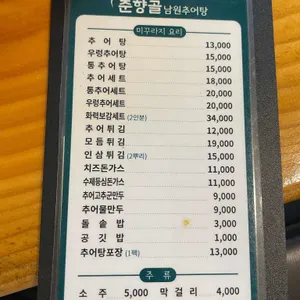 춘향골 남원추어탕
미꾸라지 요리
추어탕 13,000
우렁추어탕 15,000
통추어탕 15,000
추어세트 18,000
통추어세트 20,000
우렁추어세트 20,000
화력보감세트 (2인분) 34,000
추어튀김 12,000
모듬튀김 19,000
인삼튀김 (2뿌리) 15,000
치즈돈가스 11,000
수제등심돈가스 11,000
추어고추군만두 9,000
추어물만두 9,000
돌솥밥 3,000
공깃밥 1,000
추어탕포장 (1팩) 13,000
주류
소주 5,000 막걸리 4,000